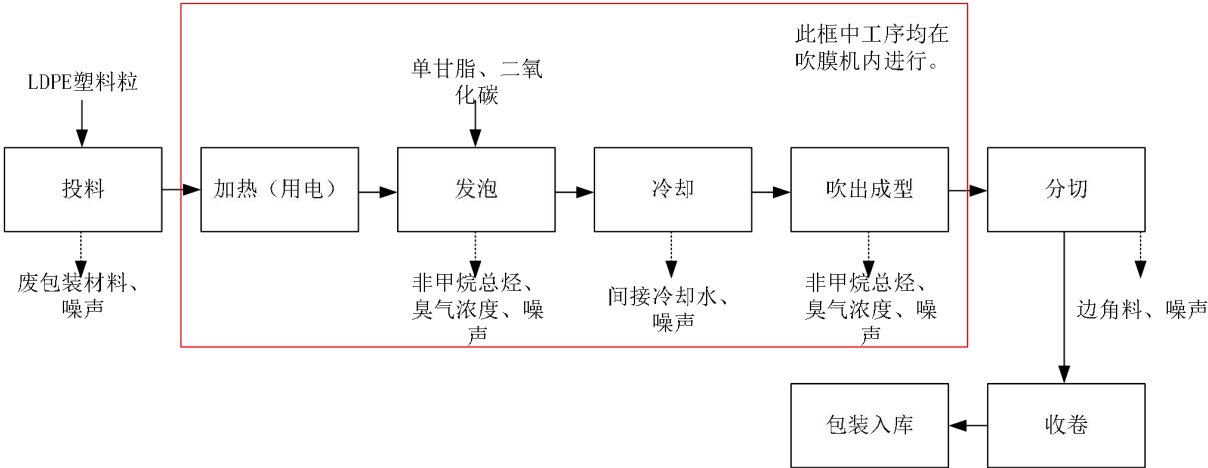 此框中工序均在
吹膜机内进行。
LDPE塑料粒
单甘脂、二氧
化碳
投料
加热（用电）
发泡
冷却
吹出成型
分切
废包装材料、
噪声
非甲烷总烃、
臭气浓度、噪
声
间接冷却水、
噪声
非甲烷总烃、
臭气浓度、噪
声
边角料、噪声
包装入库
收卷